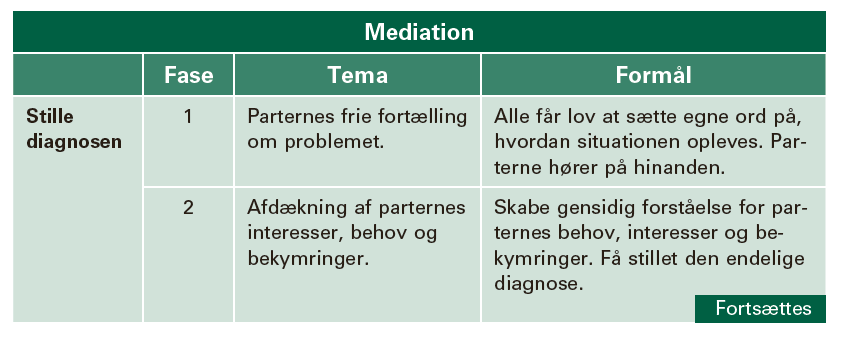 Mediation
Fase Tema Formål
Stille
diagnosen
1
Parternes frie fortælling
om problemet.
Alle får lov at sætte egne ord på,
hvordan situationen opleves. Par-
terne hører på hinanden.
2
Afdækning af parternes
interesser, behov og
bekymringer.
Skabe gensidig forståelse for par-
ternes behov, interesser og be-
kymringer. Få stillet den endelige
diagnose.
Fortsættes